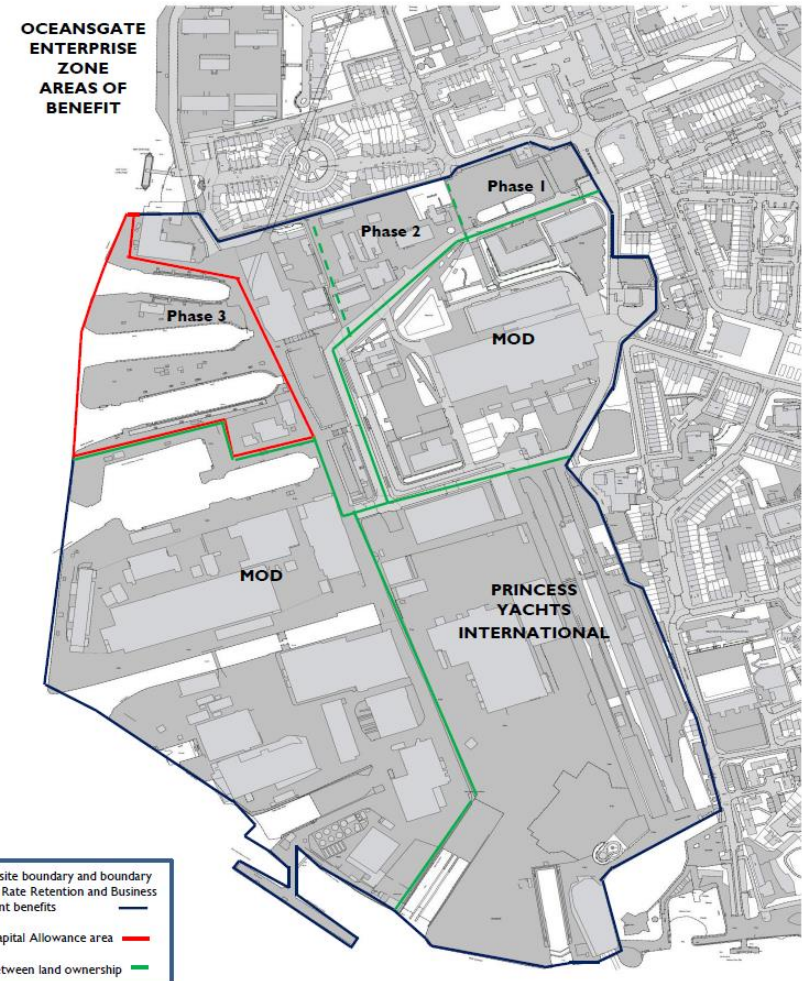 OCEANSGATE
ENTERPRISE
ZONE
AREAS OF
BENEFIT
Phase 1
Phase 2
Phase 3
MOD
MOD
PRINCESS
YACHTS
INTERNATIONAL
site boundary and boundary
Rate Retention and Business
nt benefits
apital Allowance area
etween land ownership